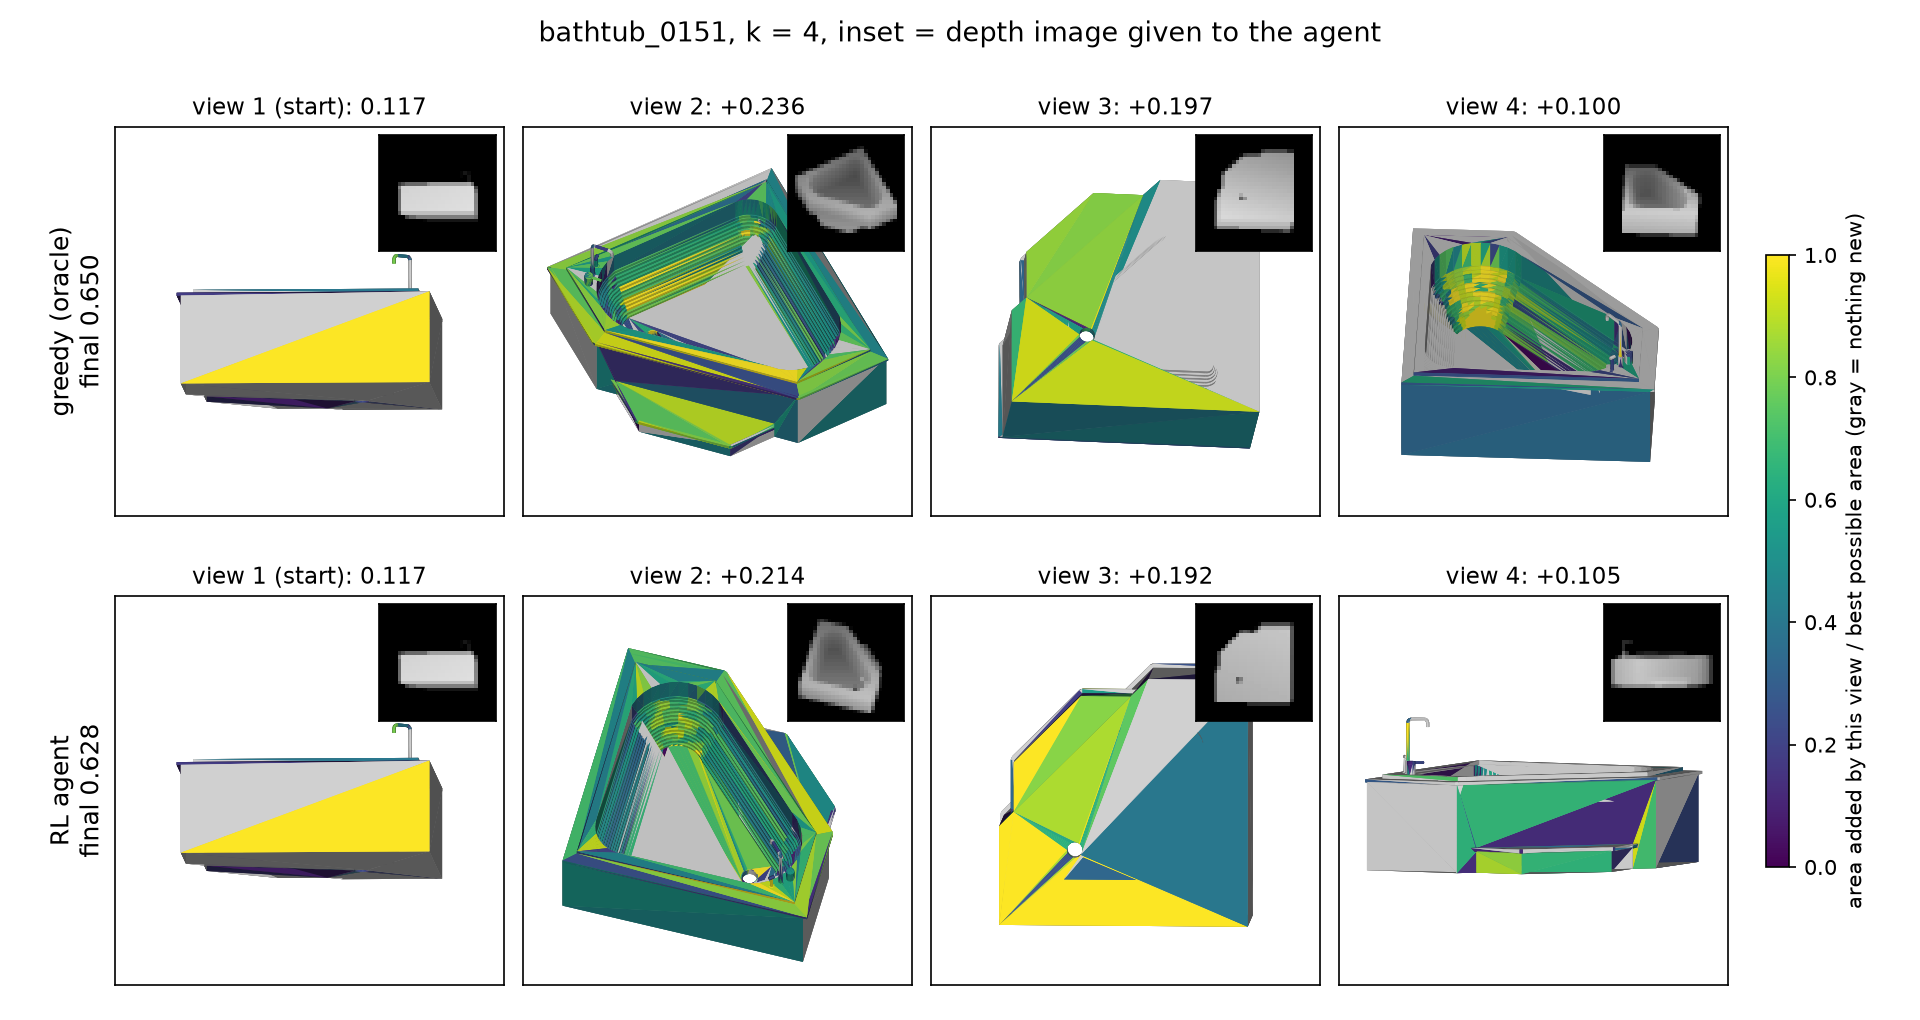 bathtub_0151, k = 4, inset = depth image given to the agent
view 1 (start): 0.117
view 2: +0.236
view 3: +0.197
view 4: +0.100
greedy (oracle)
final 0.650
view 1 (start): 0.117
view 2: +0.214
view 3: +0.192
view 4: +0.105
RL agent
final 0.628
1.0
0.8
0.6
0.4
0.2
0.0
area added by this view / best possible area (gray = nothing new)